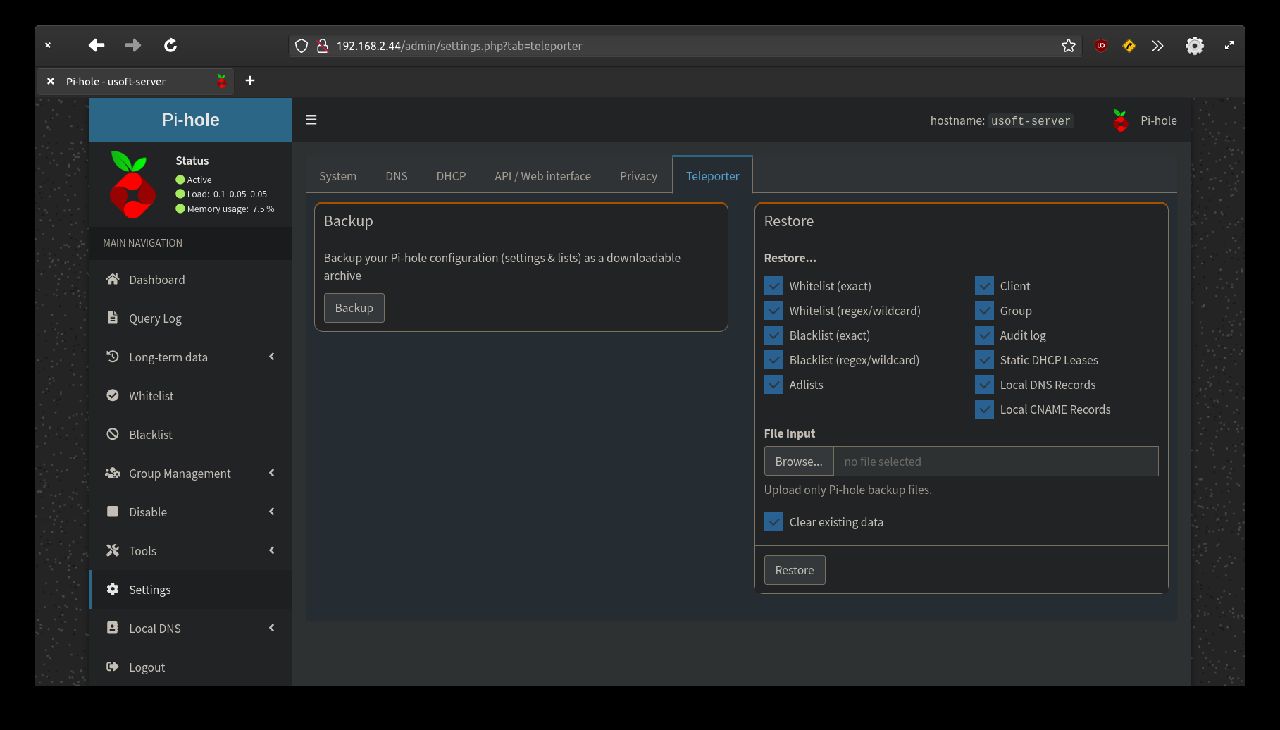 192.168.2.44/admin/settings.php?tab=teleporter
Pi-hole - usoft-server
Pi-hole
hostname: usoft-server
Pi-hole
Status
Active
Load: 0.1 0.05 0.05
Memory usage: 7.5 %
MAIN NAVIGATION
Dashboard
Query Log
Long-term data
Whitelist
Blacklist
Group Management
Disable
Tools
Settings
Local DNS
Logout
System DNS DHCP API / Web interface Privacy Teleporter
Backup
Backup your Pi-hole configuration (settings & lists) as a downloadable
archive
Backup
Restore
Restore...
Whitelist (exact)
Whitelist (regex/wildcard)
Blacklist (exact)
Blacklist (regex/wildcard)
Adlists
Client
Group
Audit log
Static DHCP Leases
Local DNS Records
Local CNAME Records
File input
Browse... no file selected
Upload only Pi-hole backup files.
Clear existing data
Restore